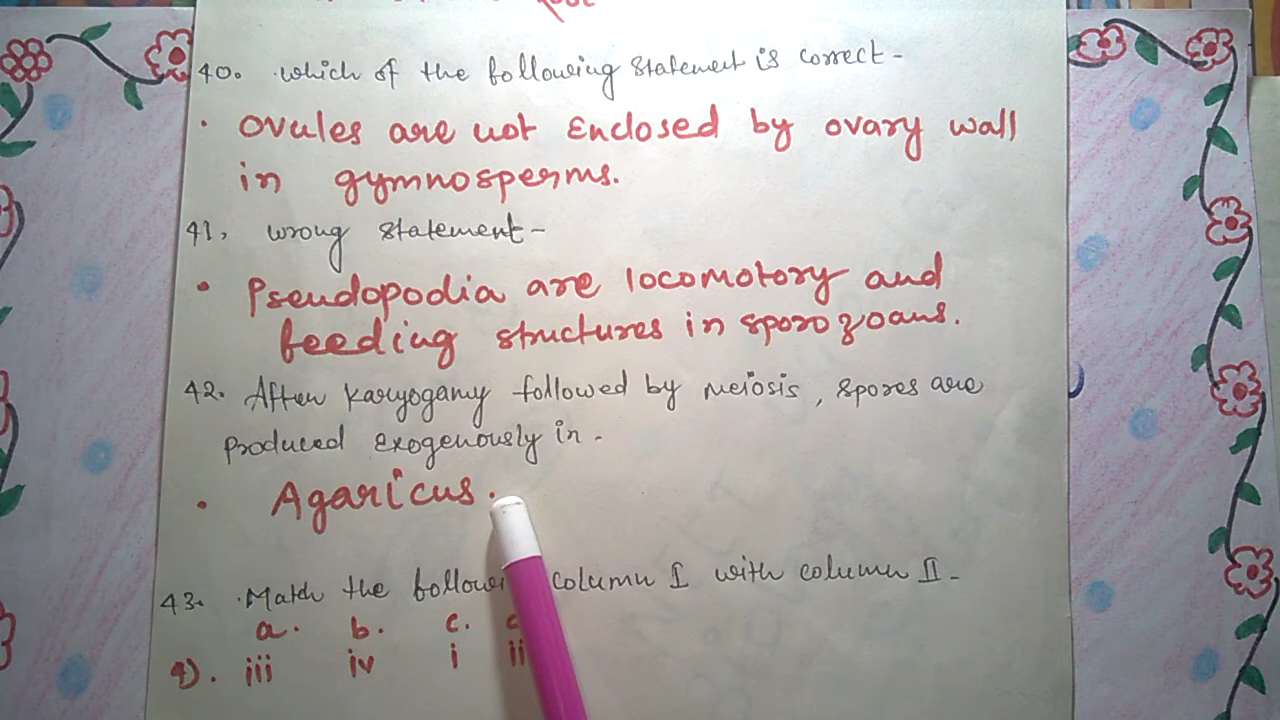 40. which of the following statement is correct -
• Ovules are not Enclosed by ovary wall
in gymnosperms.
41, wrong statement -
• Pseudopodia are locomotory and
feeding structures in sporozoans.
42. After karyogamy followed by meiosis, spores are
produced exogenously in -
• Agaricus.
43. Match the column I with column II -
a. b. c.
4). iii iv i ii